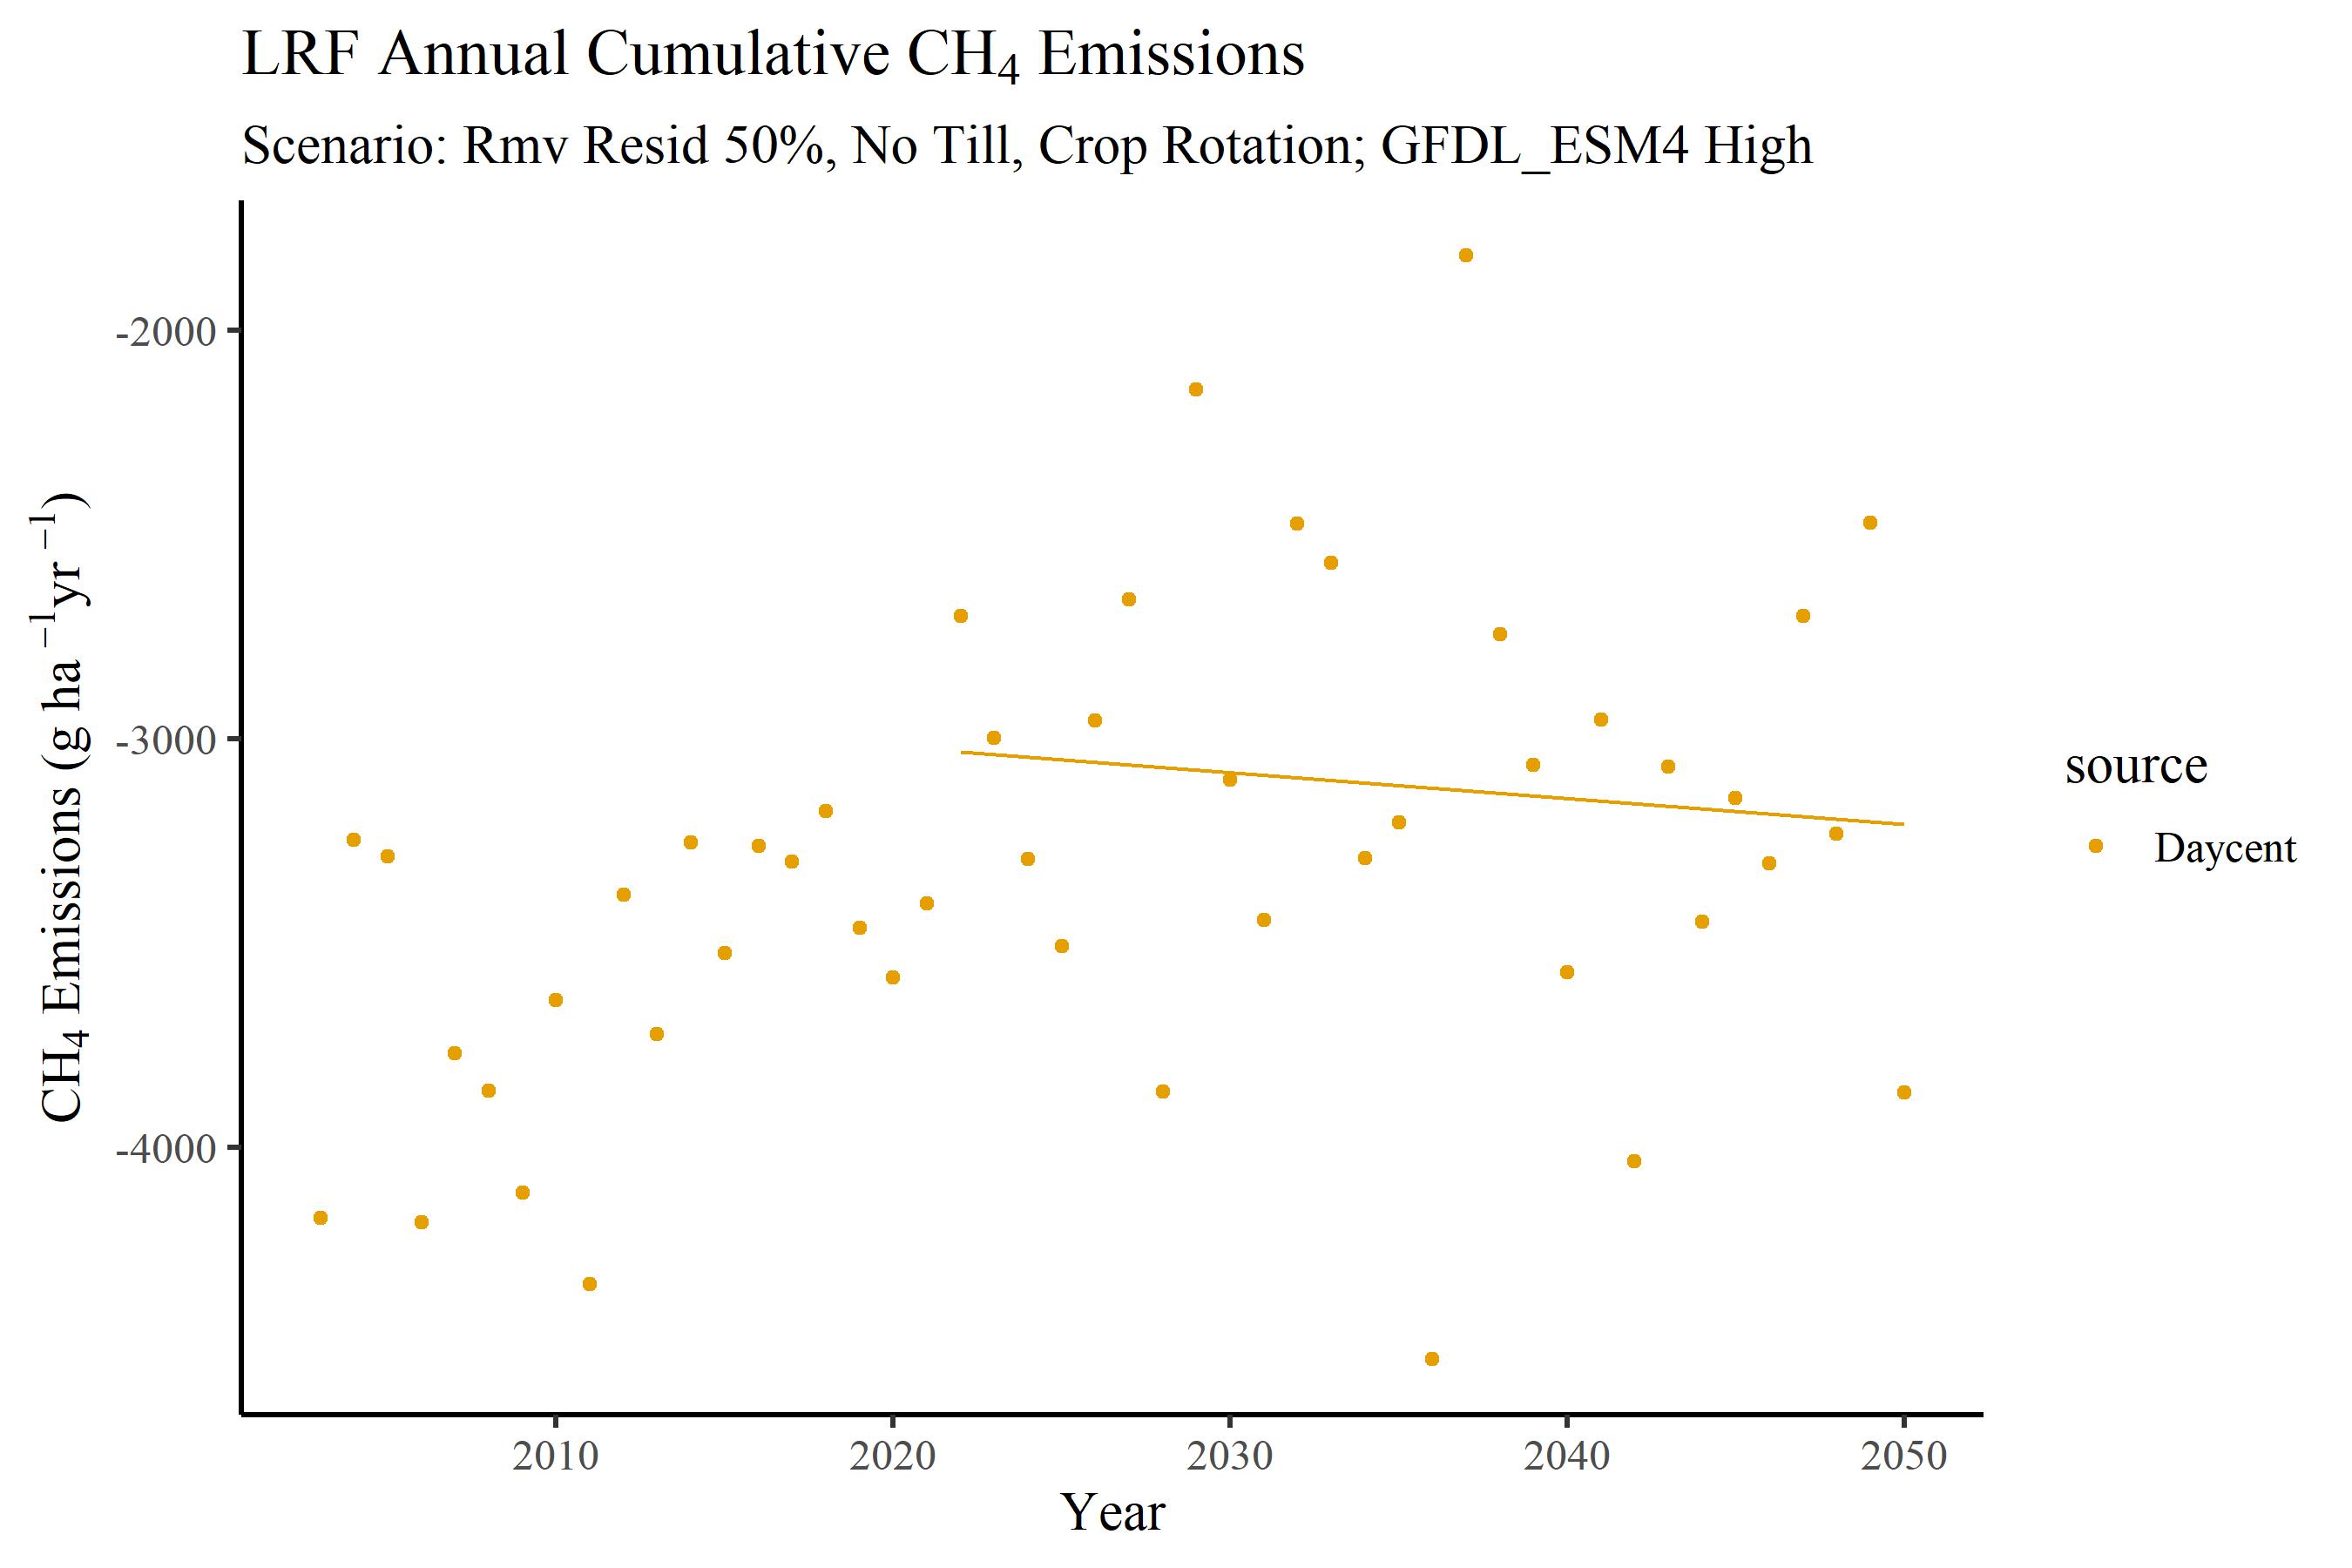 LRF Annual Cumulative CH₄ Emissions
Scenario: Rmv Resid 50%, No Till, Crop Rotation; GFDL_ESM4 High
CH₄ Emissions (g ha ⁻¹yr ⁻¹)
-2000
-3000
-4000
2010 2020 2030 2040 2050
Year
source
Daycent